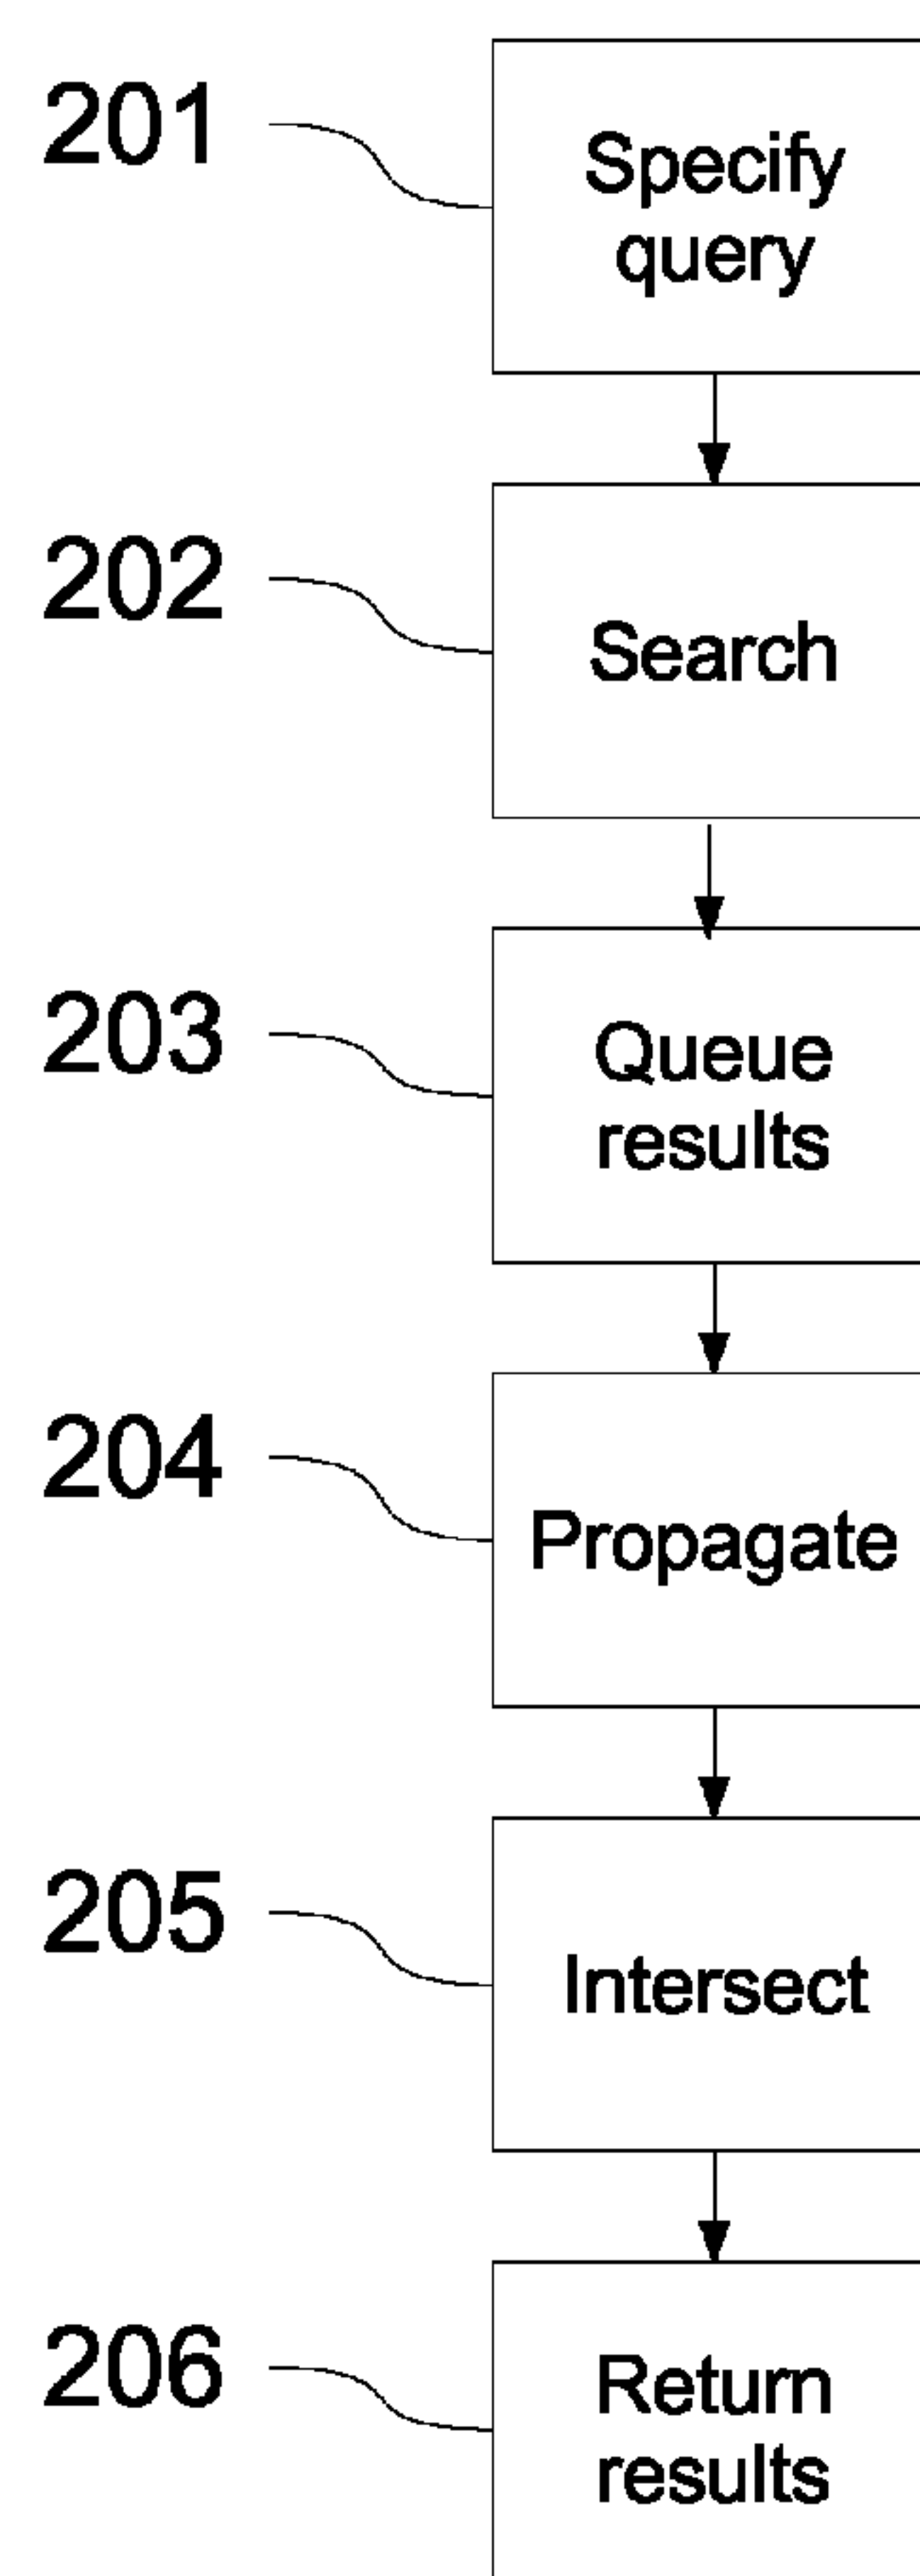 201
Specify
query
202
Search
203
Queue
results
204
Propagate
205
Intersect
206
Return
results